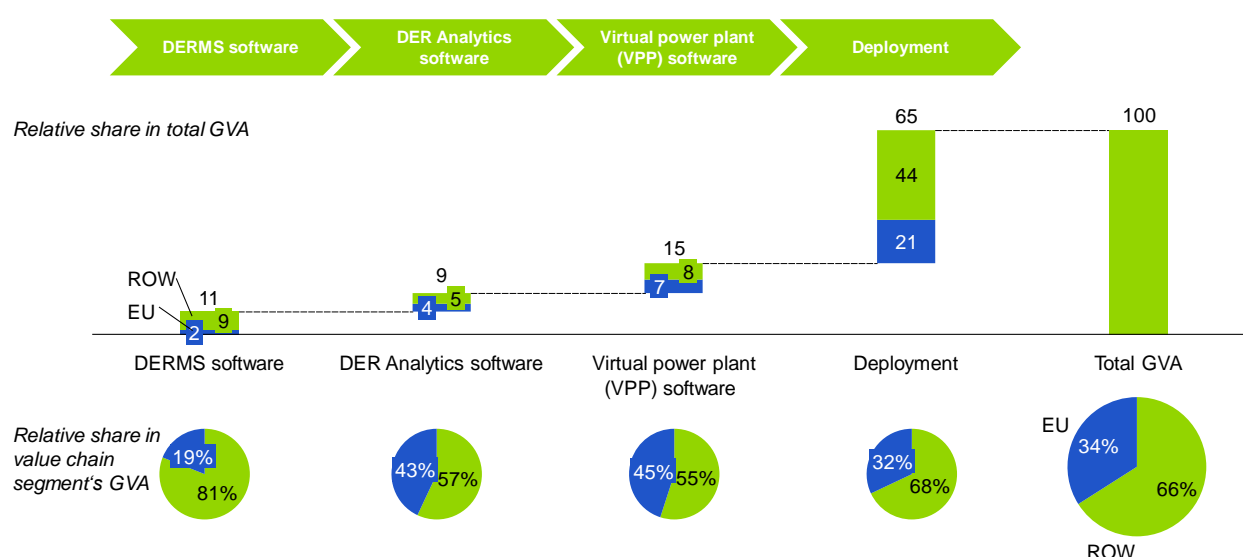 DERMS software
DER Analytics
software
Virtual power plant
(VPP) software
Deployment
Relative share in total GVA
65
100
44
21
15
8
7
9
5
4
ROW
11
EU
9
2
DERMS software
DER Analytics software
Virtual power plant
(VPP) software
Deployment
Total GVA
Relative share in
value chain
segment‘s GVA
19%
81%
43%
57%
45%
55%
32%
68%
EU
34%
66%
ROW